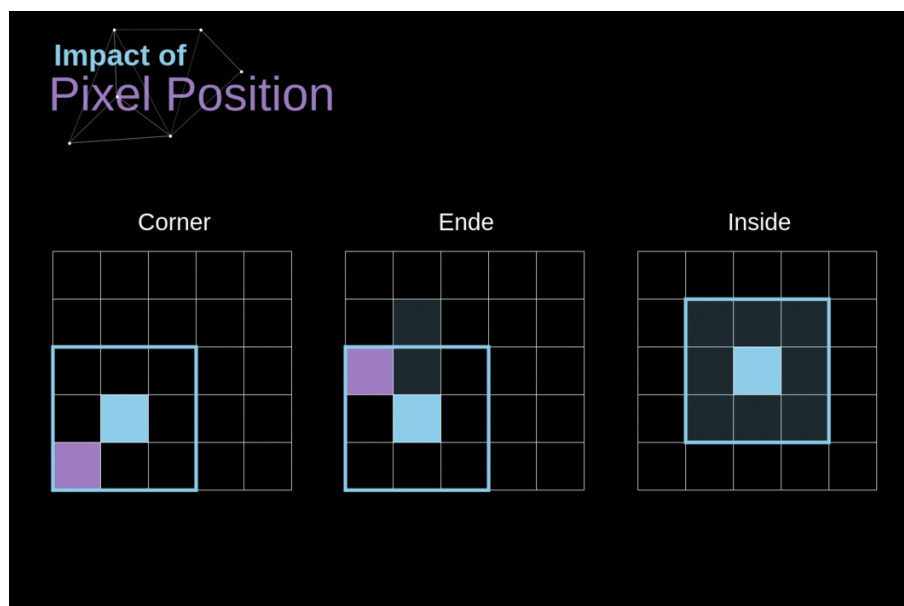 Impact of
Pixel Position
Corner
Ende
Inside